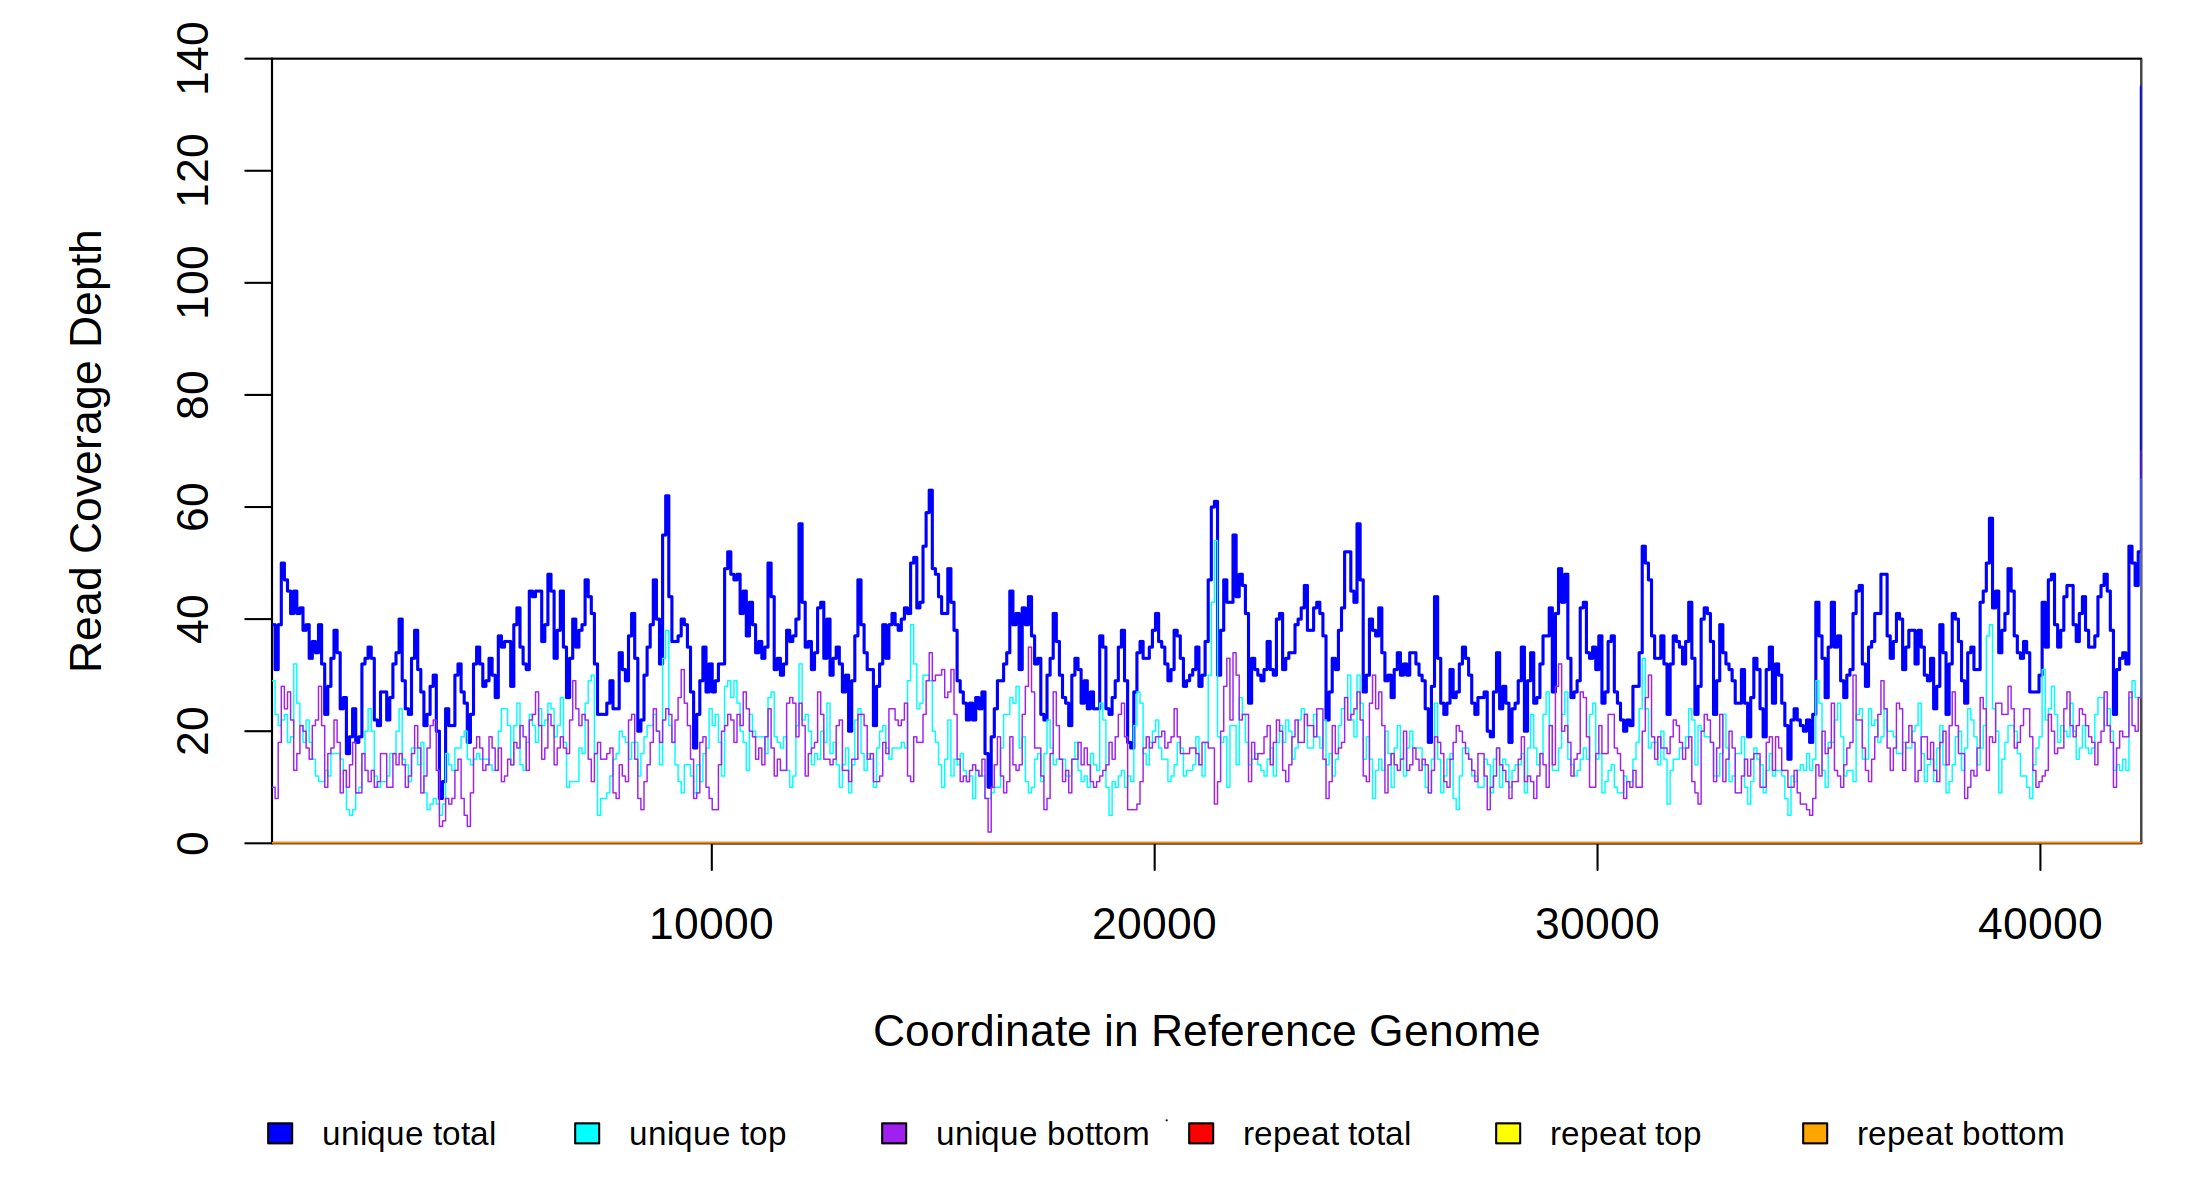 140
120
100
80
60
40
20
0
Read Coverage Depth
10000 20000 30000 40000
Coordinate in Reference Genome
unique total unique top unique bottom repeat total repeat top repeat bottom